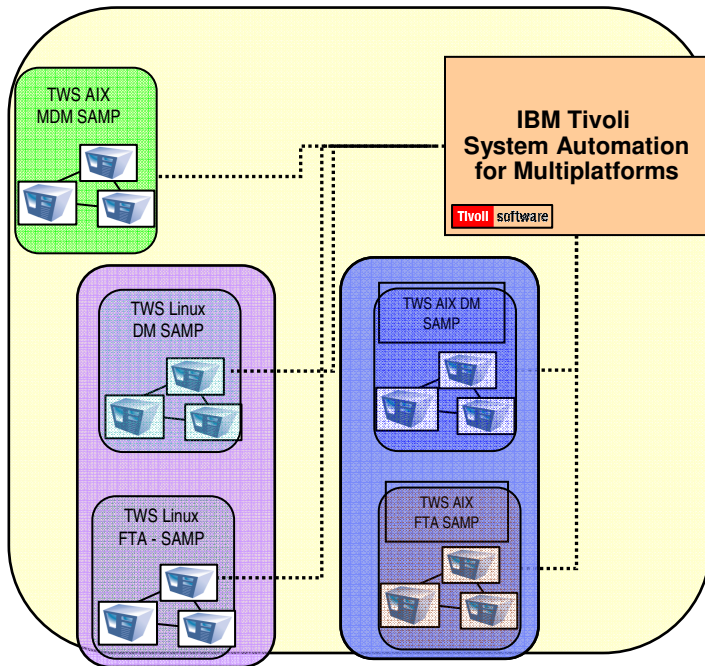 TWS AIX
MDM SAMP
IBM Tivoli
System Automation
for Multiplatforms
Tivoli software
TWS Linux
DM SAMP
TWS AIX DM
SAMP
TWS Linux
FTA - SAMP
TWS AIX
FTA SAMP